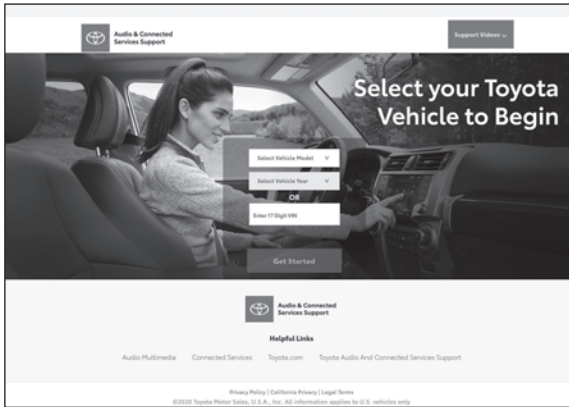 Audio & Connected
Services Support
Support Videos
Select your Toyota
Vehicle to Begin
Select Vehicle Model
Select Vehicle Year
OR
Enter 17 Digit VIN
Get Started
Audio & Connected
Services Support
Helpful Links
Audio Multimedia Connected Services Toyota.com Toyota Audio And Connected Services Support
Privacy Policy | California Privacy | Legal Terms
©2020 Toyota Motor Sales, U.S.A., Inc. All information applies to U.S. vehicles only